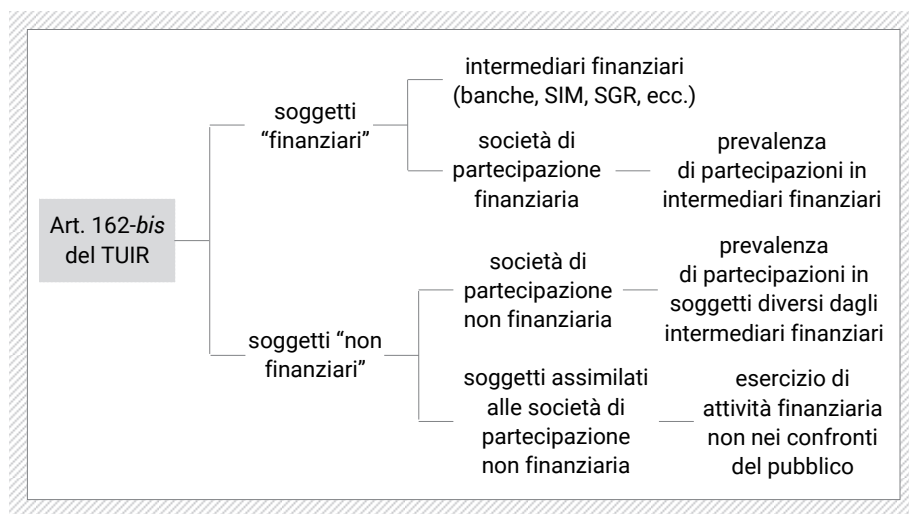 Art. 162-bis
del TUIR
soggetti
“finanziari”
intermediari finanziari
(banche, SIM, SGR, ecc.)
società di
partecipazione
finanziaria
prevalenza
di partecipazioni in
intermediari finanziari
soggetti “non
finanziari”
società di
partecipazione
non finanziaria
prevalenza
di partecipazioni in
soggetti diversi dagli
intermediari finanziari
soggetti assimilati
alle società di
partecipazione
non finanziaria
esercizio di
attività finanziaria
non nei confronti
del pubblico